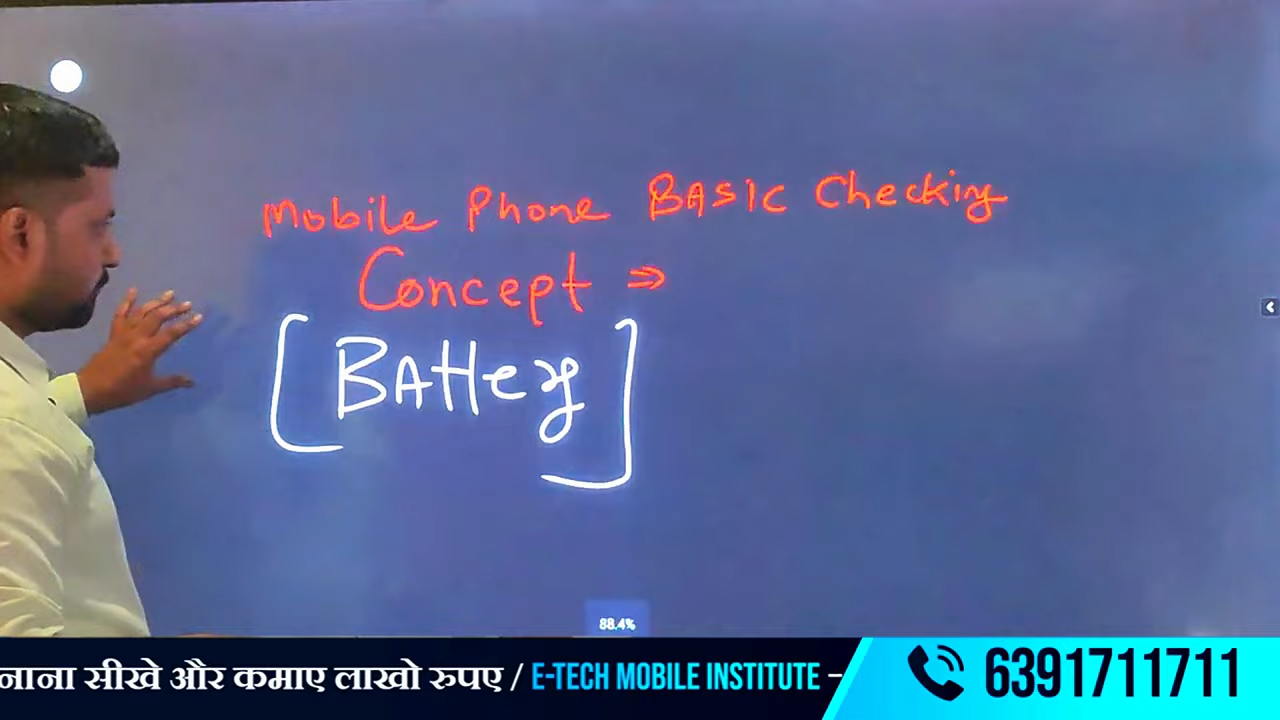 Mobile Phone BASIC Checking
Concept ⇒
[BAttery]
88.4%
नाना सीखे और कमाए लाखो रुपए / E-TECH MOBILE INSTITUTE –
6391711711